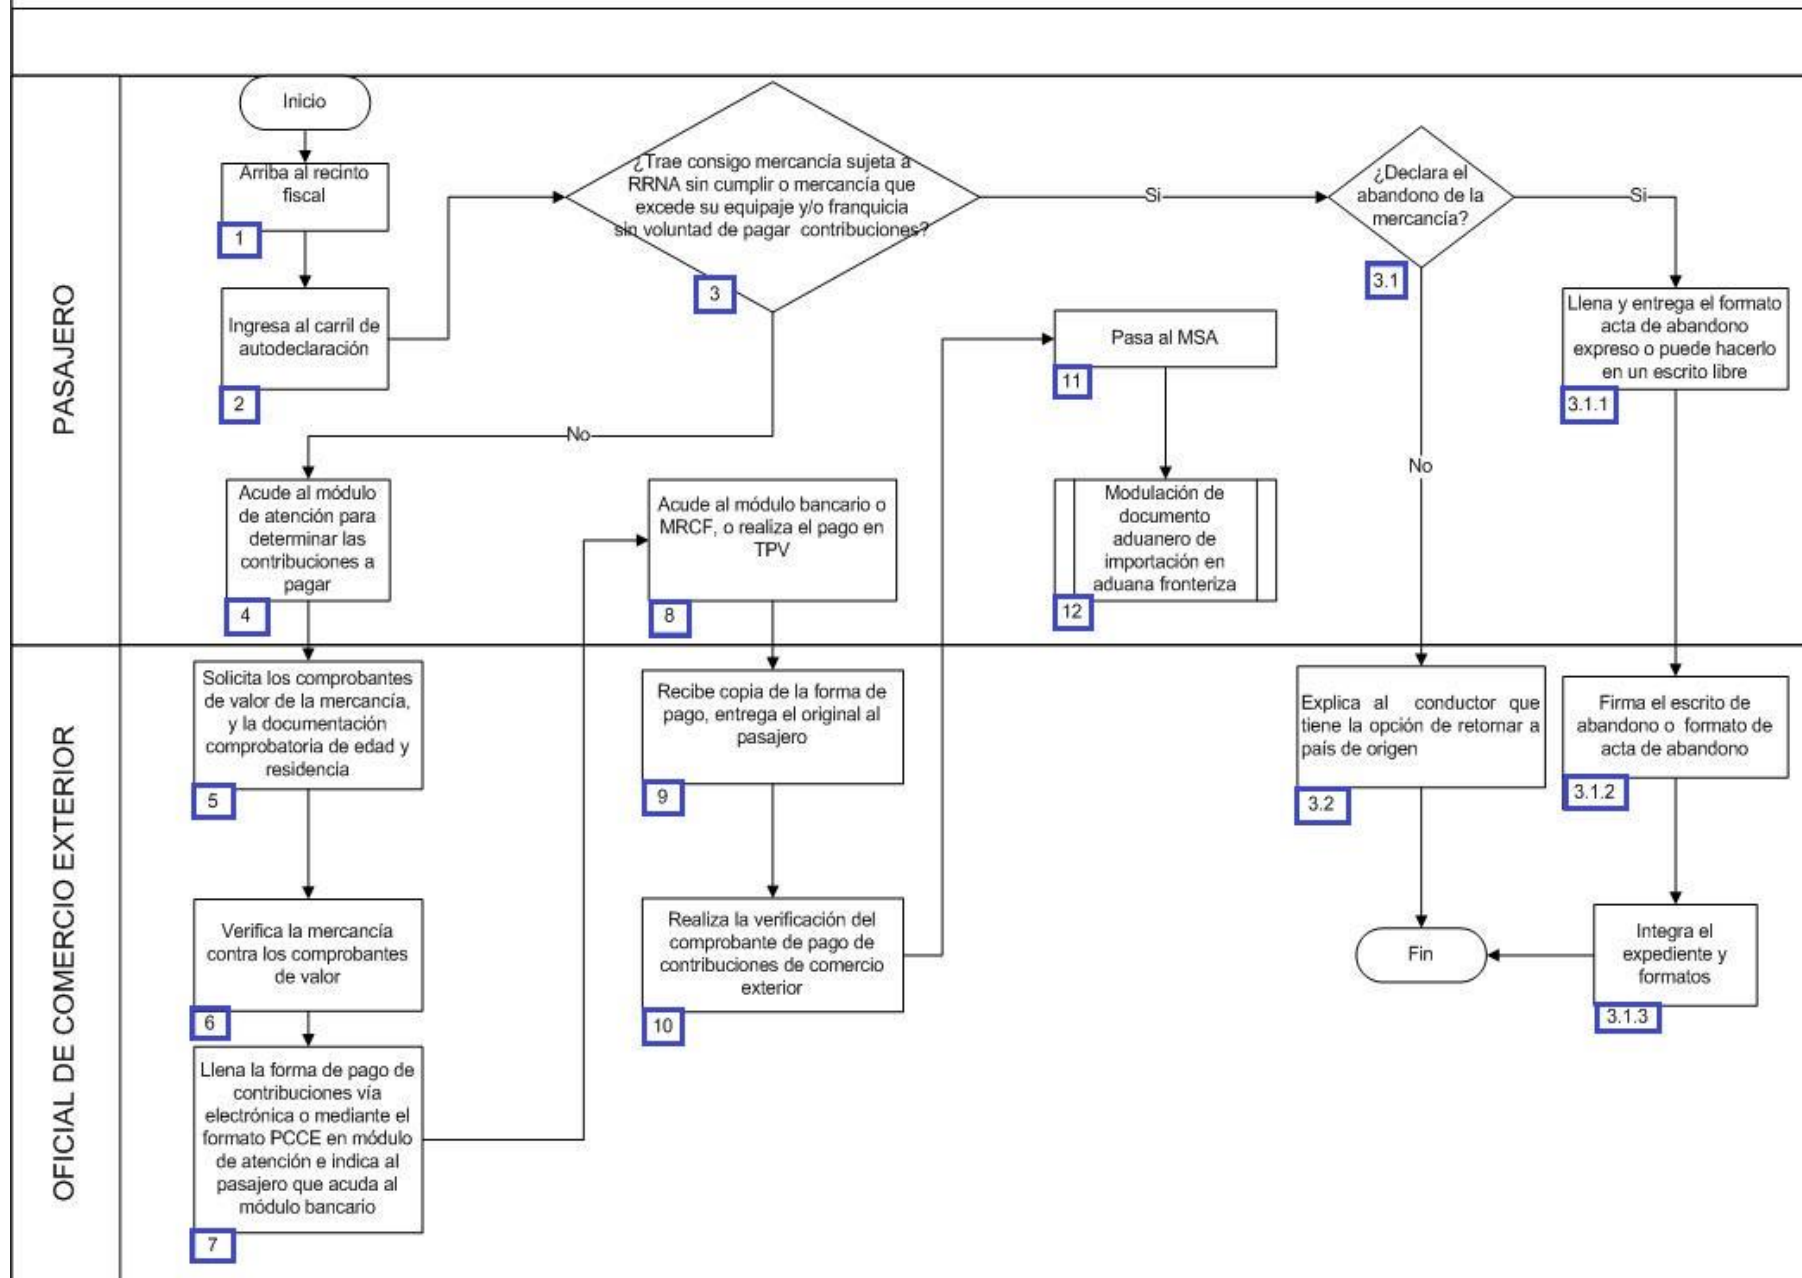 PASAJERO
Inicio
Arriba al recinto
fiscal
1
Ingresa al carril de
autodeclaración
2
¿Trae consigo mercancía sujeta a
RRNA sin cumplir o mercancía que
excede su equipaje y/o franquicia
sin voluntad de pagar contribuciones?
3
Si
No
¿Declara el
abandono de la
mercancía?
3.1
Si
No
Llena y entrega el formato
acta de abandono
expreso o puede hacerlo
en un escrito libre
3.1.1
Acude al módulo
de atención para
determinar las
contribuciones a
pagar
4
Acude al módulo bancario o
MRCF, o realiza el pago en
TPV
8
Pasa al MSA
11
Modulación de
documento
aduanero de
importación en
aduana fronteriza
12
OFICIAL DE COMERCIO EXTERIOR
Solicita los comprobantes
de valor de la mercancía,
y la documentación
comprobatoria de edad y
residencia
5
Verifica la mercancía
contra los comprobantes
de valor
6
Llena la forma de pago de
contribuciones vía
electrónica o mediante el
formato PCCE en módulo
de atención e indica al
pasajero que acuda al
módulo bancario
7
Recibe copia de la forma de
pago, entrega el original al
pasajero
9
Realiza la verificación del
comprobante de pago de
contribuciones de comercio
exterior
10
Explica al conductor que
tiene la opción de retornar a
país de origen
3.2
Firma el escrito de
abandono o formato de
acta de abandono
3.1.2
Integra el
expediente y
formatos
3.1.3
Fin